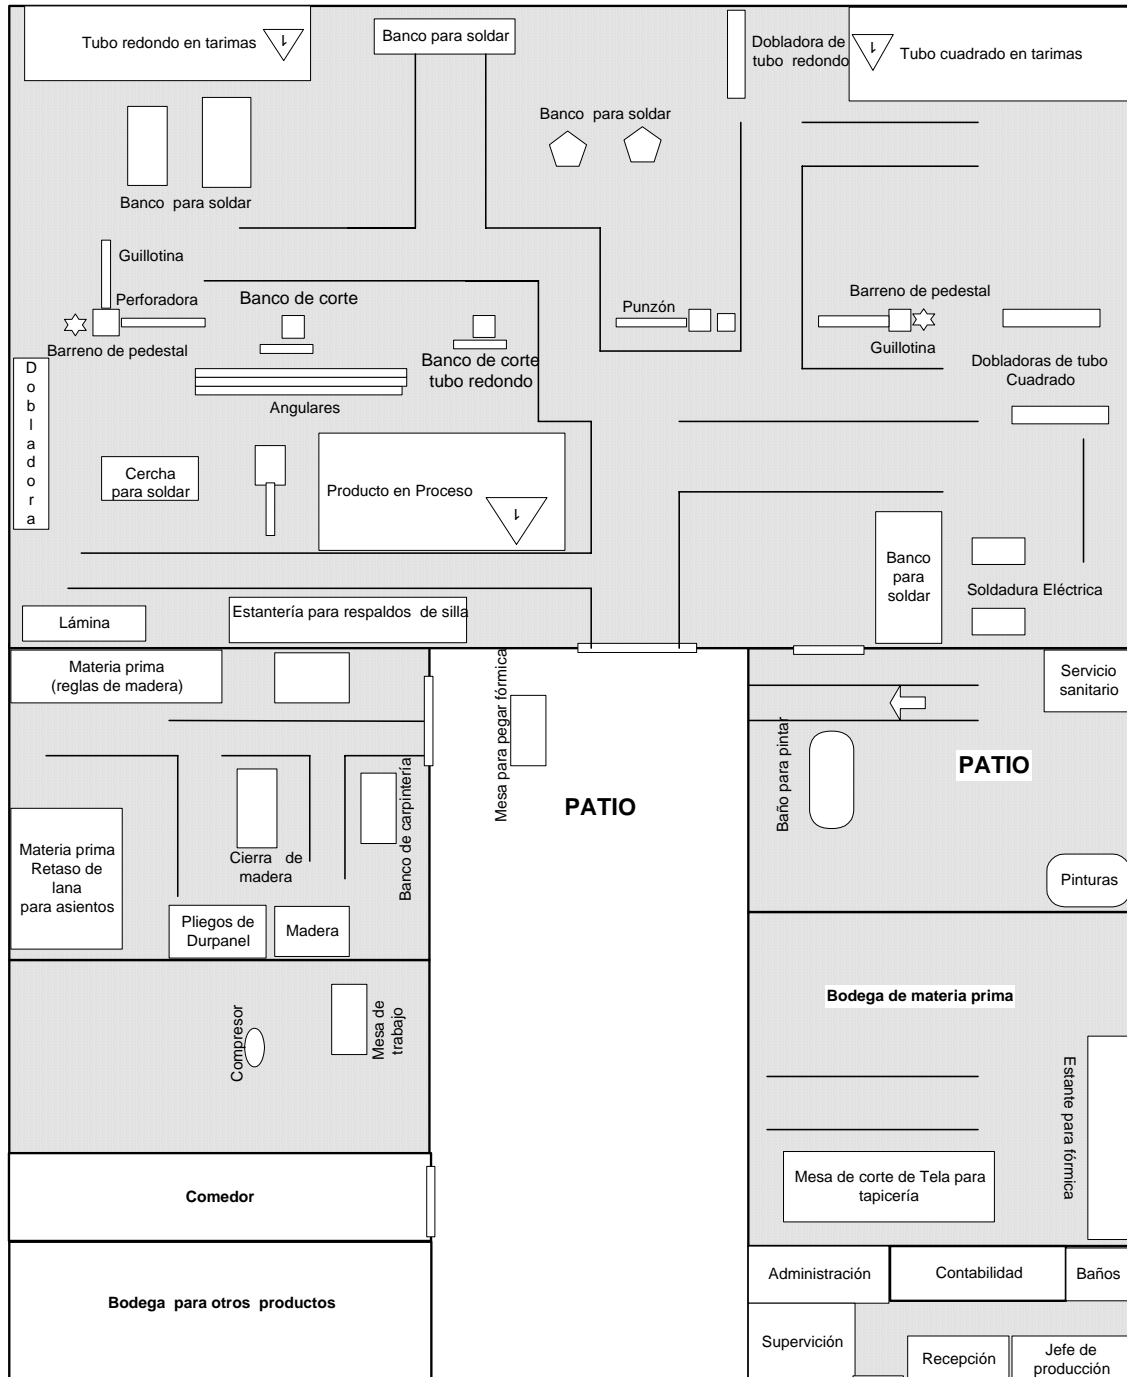 Tubo redondo en tarimas
1
Banco para soldar
Dobladora de
tubo redondo
1
Tubo cuadrado en tarimas
Banco para soldar
Banco para soldar
Guillotina
Perforadora
Barreno de pedestal
Banco de corte
Banco de corte
tubo redondo
Punzón
Barreno de pedestal
Guillotina
Dobladoras de tubo
Cuadrado
Dobladora
Angulares
Cercha
para soldar
Producto en Proceso
1
Banco
para
soldar
Soldadura Eléctrica
Lámina
Estantería para respaldos de silla
Materia prima
(reglas de madera)
Mesa para pegar fórmica
Servicio
sanitario
PATIO
Baño para pintar
PATIO
Banco de carpintería
Materia prima
Retaso de
lana
para asientos
Cierra de
madera
Pinturas
Pliegos de
Durpanel
Madera
Bodega de materia prima
Compresor
Mesa de
trabajo
Estante para fórmica
Mesa de corte de Tela para
tapicería
Comedor
Administración
Contabilidad
Baños
Bodega para otros productos
Supervición
Recepción
Jefe de
producción